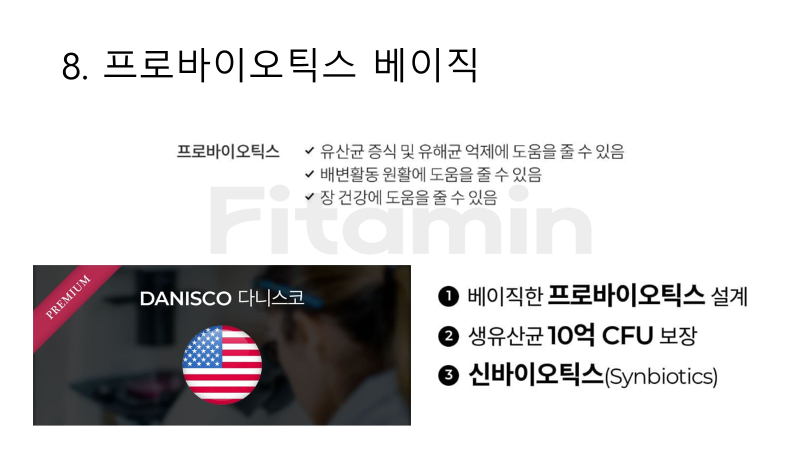 8. 프로바이오틱스 베이직
프로바이오틱스
✓ 유산균 증식 및 유해균 억제에 도움을 줄 수 있음
✓ 배변활동 원활에 도움을 줄 수 있음
✓ 장 건강에 도움을 줄 수 있음
Fitamin
PREMIUM
DANISCO 다니스코
1 베이직한 프로바이오틱스 설계
2 생유산균 10억 CFU 보장
3 신바이오틱스(Synbiotics)